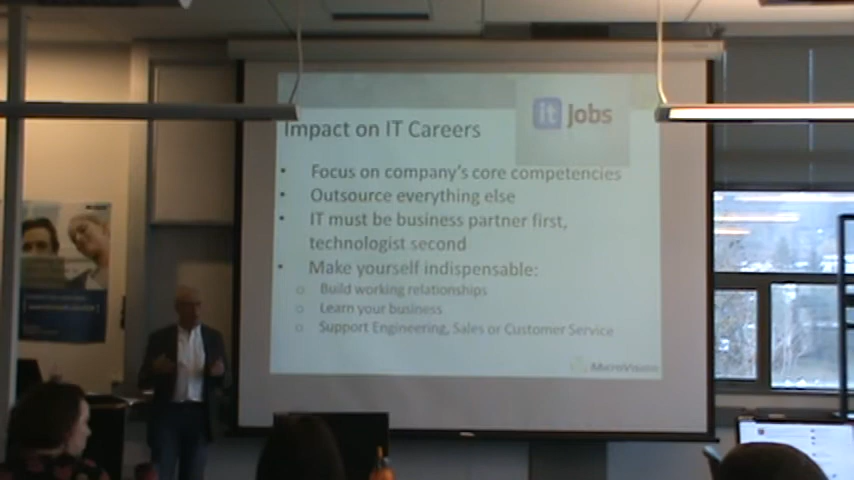 it Jobs
Impact on IT Careers
• Focus on company's core competencies
• Outsource everything else
• IT must be business partner first,
technologist second
• Make yourself indispensable:
o Build working relationships
o Learn your business
o Support Engineering, Sales or Customer Service
MicroVision